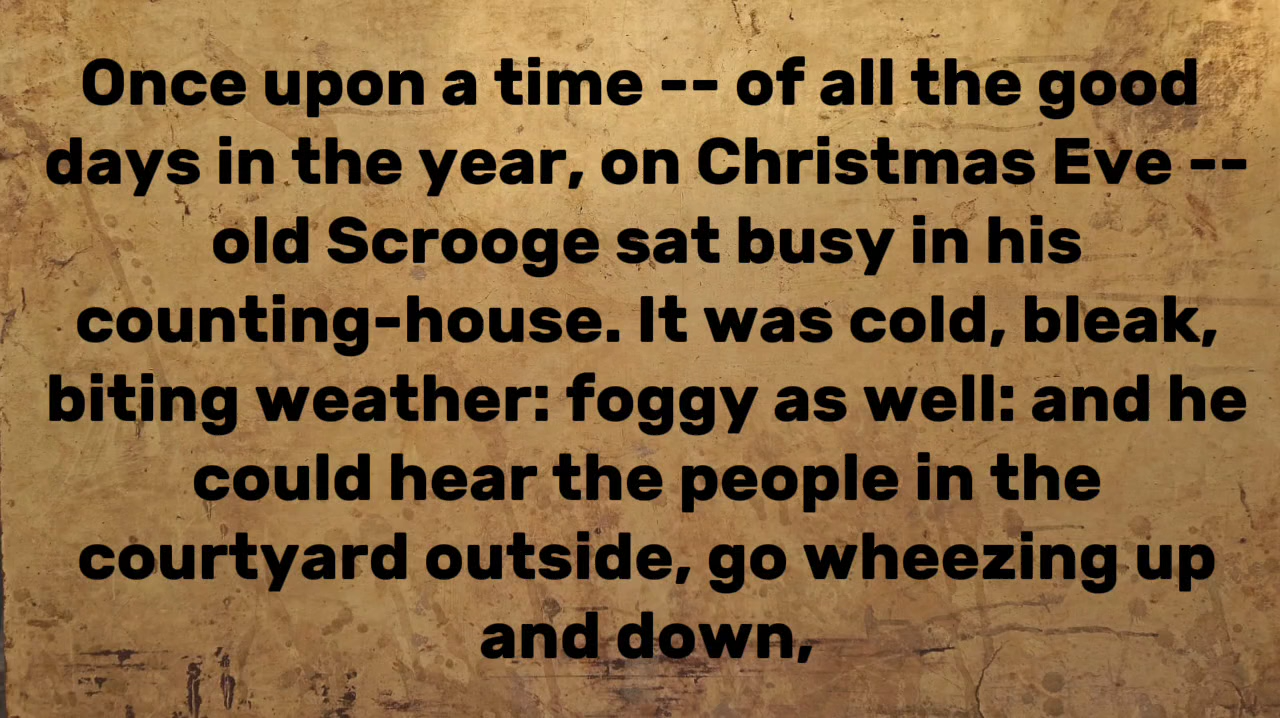 Once upon a time -- of all the good
days in the year, on Christmas Eve --
old Scrooge sat busy in his
counting-house. It was cold, bleak,
biting weather: foggy as well: and he
could hear the people in the
courtyard outside, go wheezing up
and down,